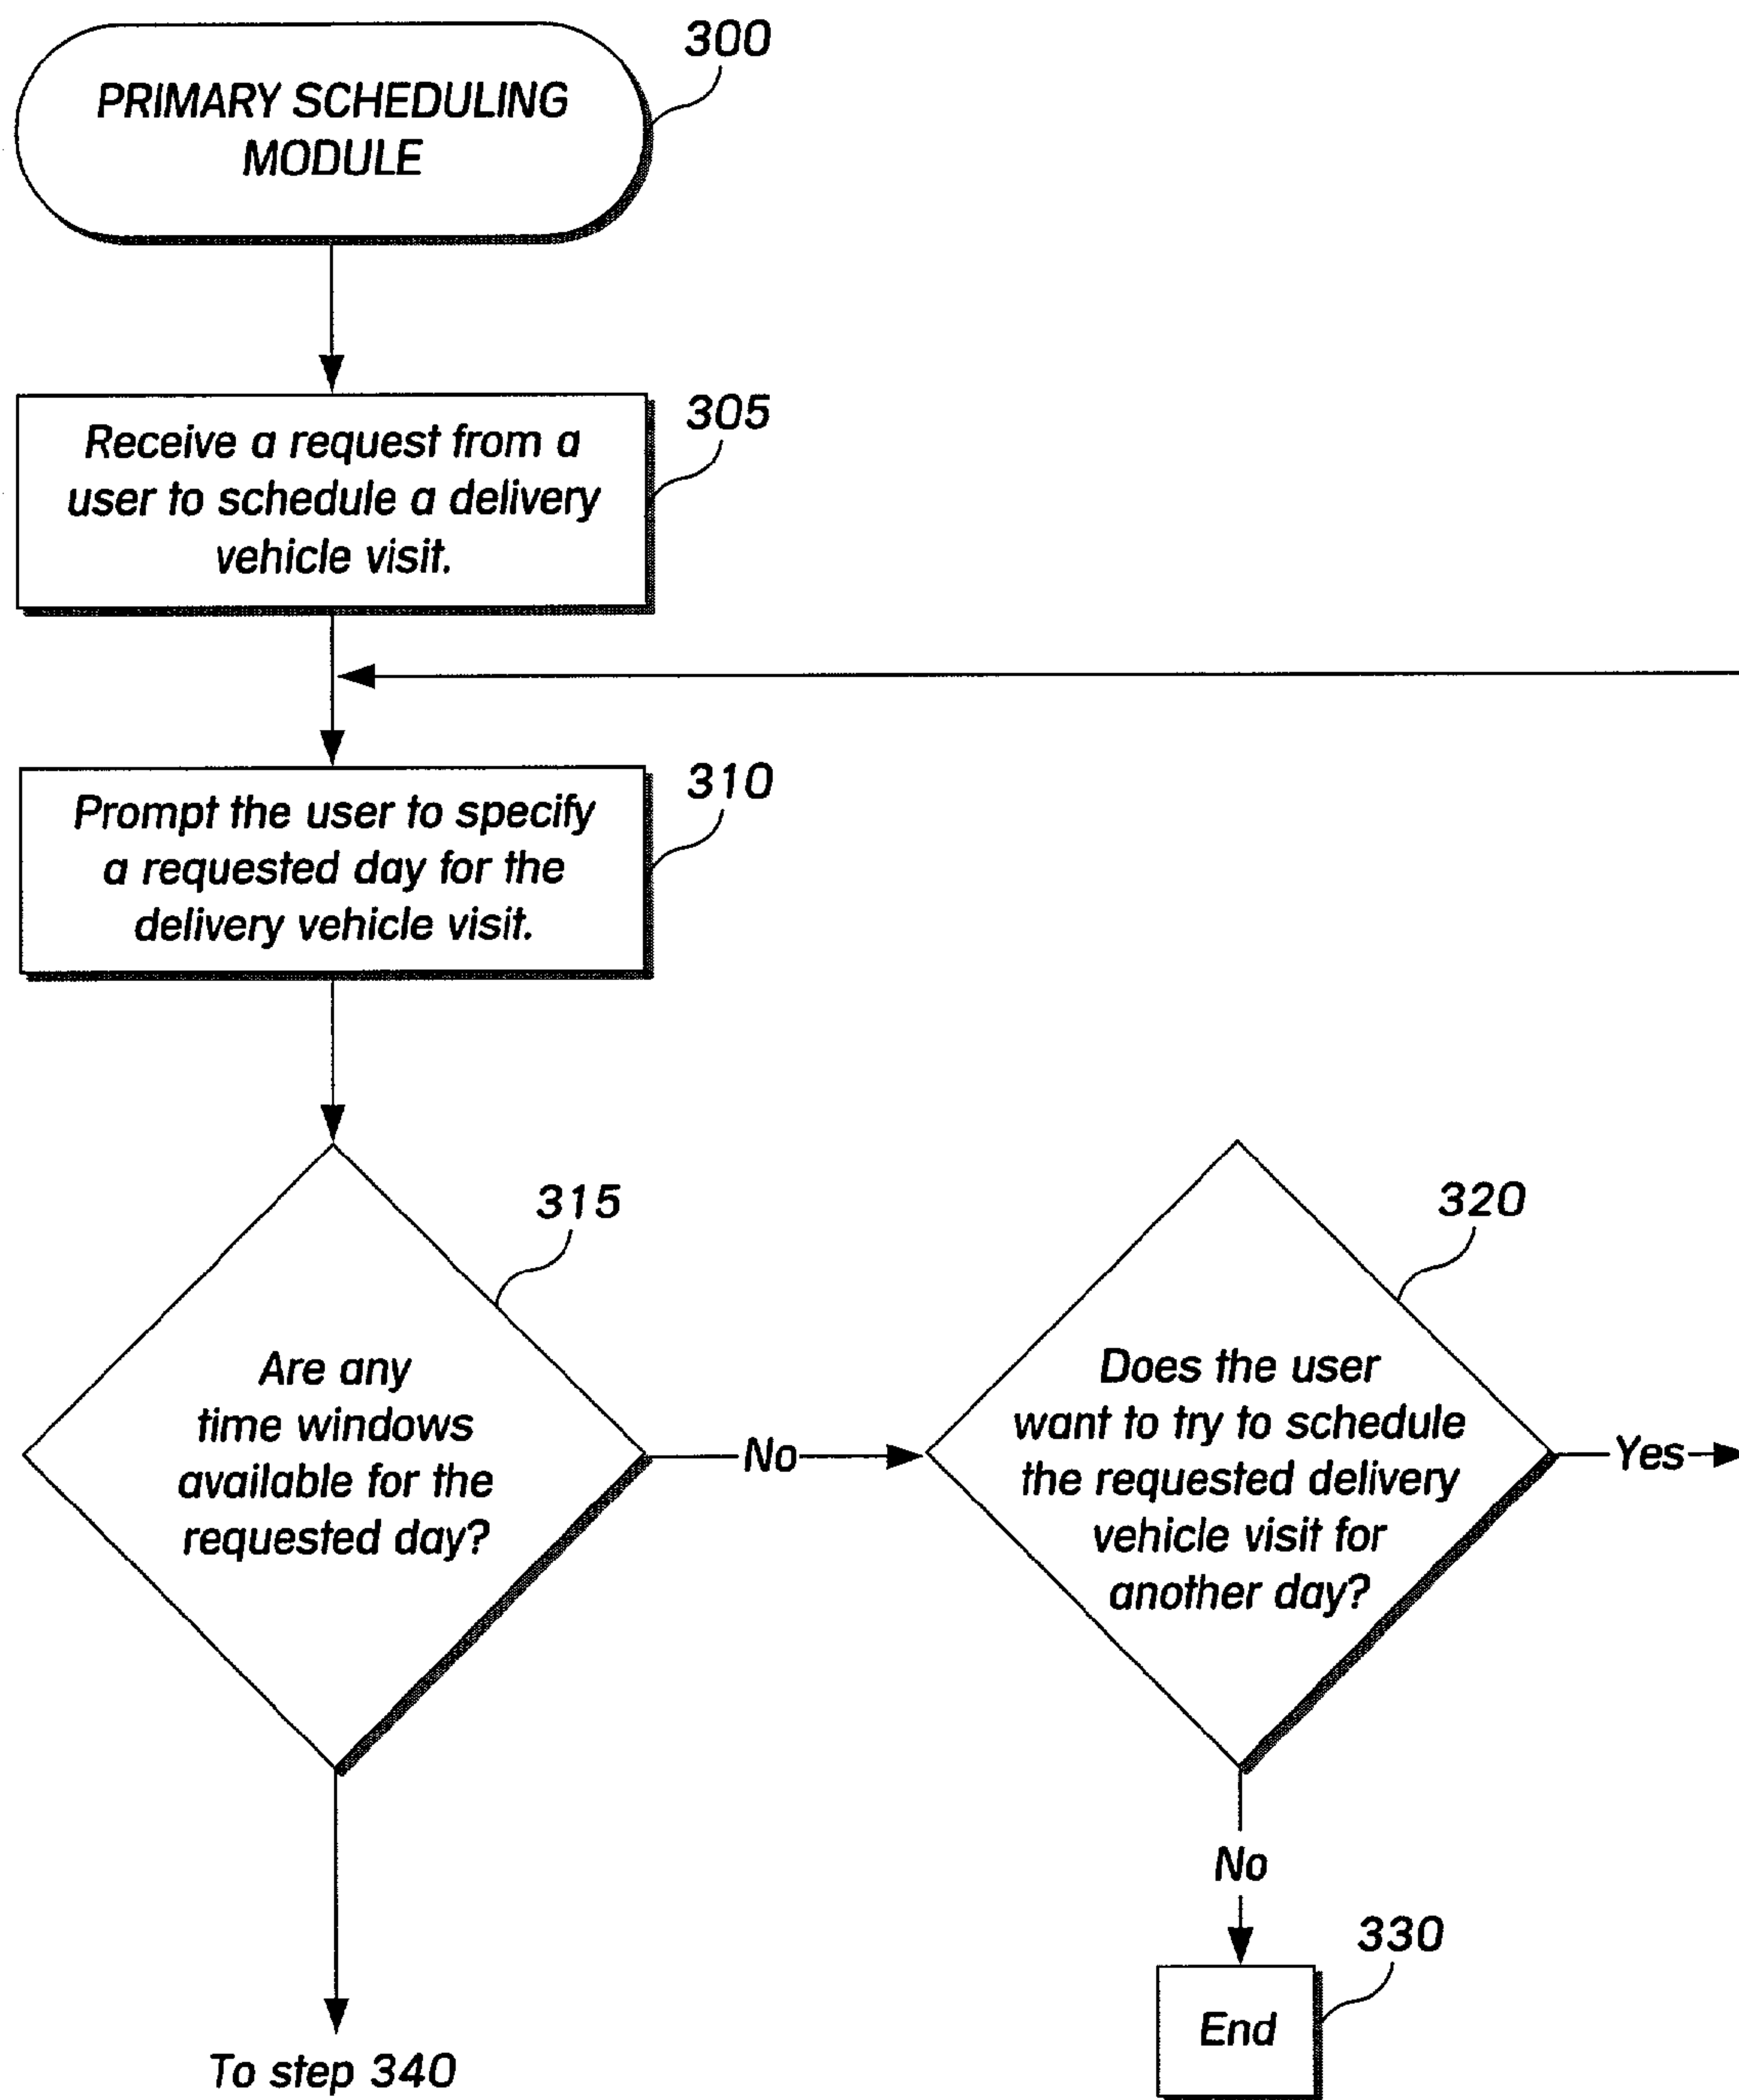 300
PRIMARY SCHEDULING
MODULE
305
Receive a request from a
user to schedule a delivery
vehicle visit.
310
Prompt the user to specify
a requested day for the
delivery vehicle visit.
315
Are any
time windows
available for the
requested day?
No
320
Does the user
want to try to schedule
the requested delivery
vehicle visit for
another day?
Yes
No
330
End
To step 340